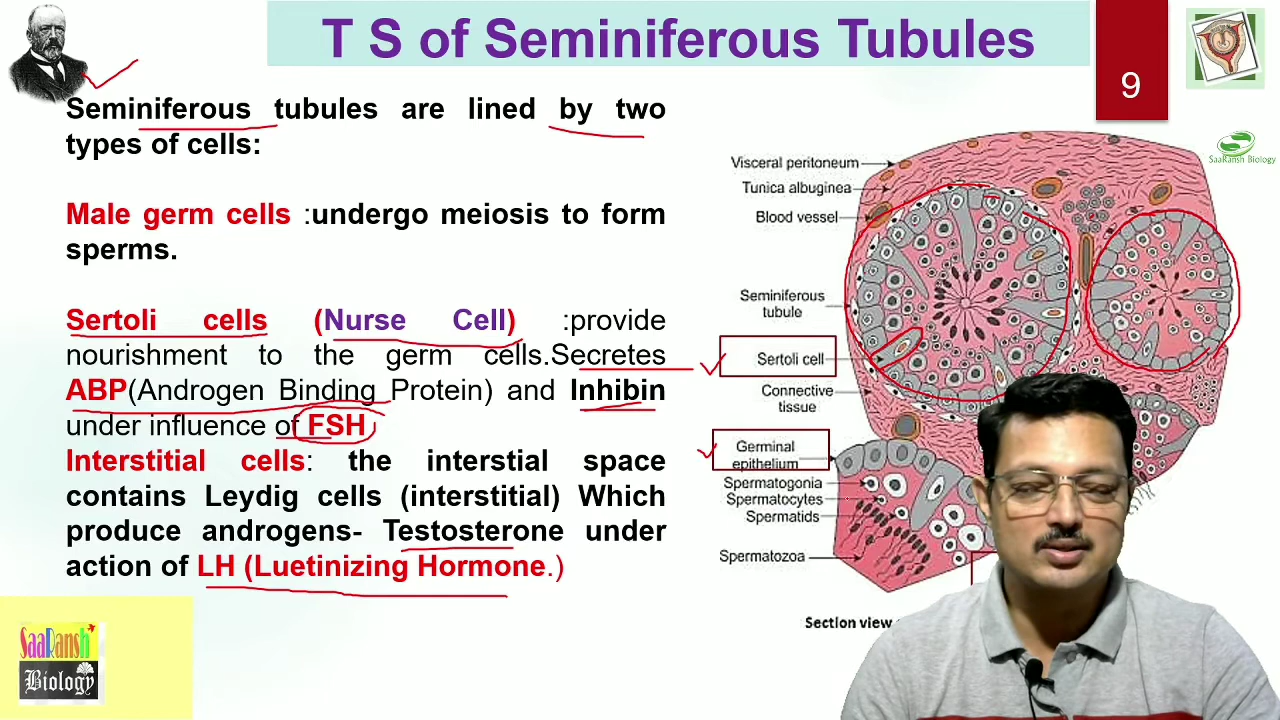 T S of Seminiferous Tubules
9
Seminiferous tubules are lined by two
types of cells:
Male germ cells :undergo meiosis to form
sperms.
Sertoli cells (Nurse Cell) :provide
nourishment to the germ cells.Secretes
ABP(Androgen Binding Protein) and Inhibin
under influence of FSH
Interstitial cells: the interstial space
contains Leydig cells (interstitial) Which
produce androgens- Testosterone under
action of LH (Luetinizing Hormone.)
SaaRansh
Biology
SaaRansh Biology
Visceral peritoneum
Tunica albuginea
Blood vessel
Seminiferous
tubule
Sertoli cell
Connective
tissue
Germinal
epithelium
Spermatogonia
Spermatocytes
Spermatids
Spermatozoa
Section view